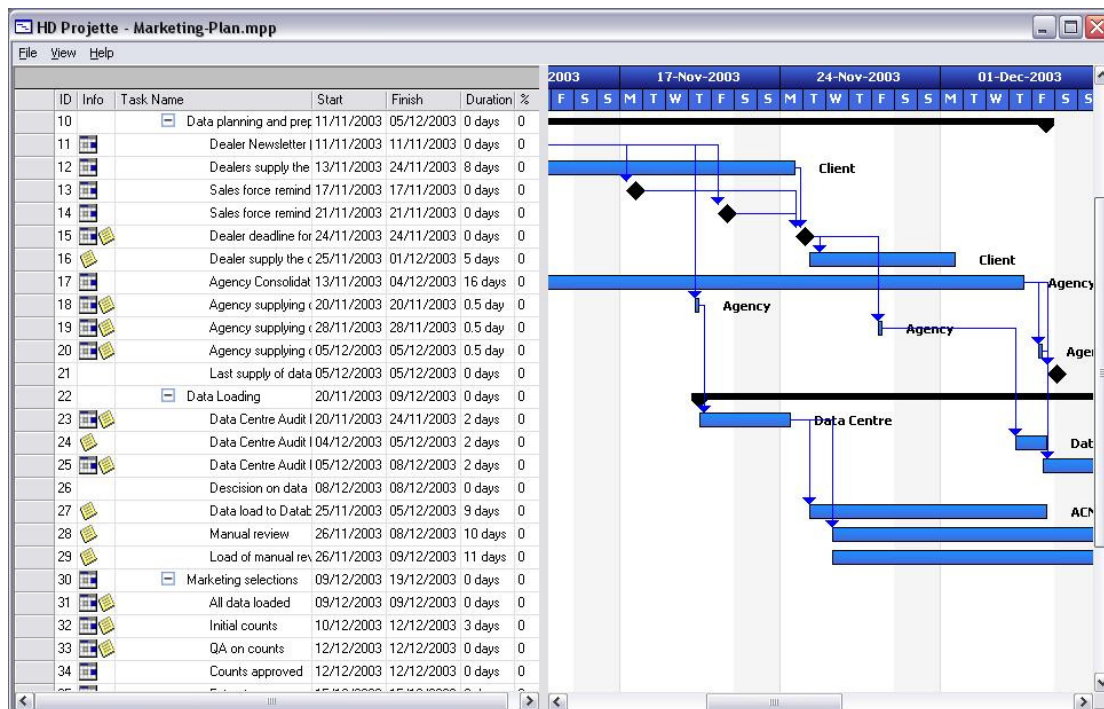 HD Projette - Marketing-Plan.mpp
File View Help
2003 17-Nov-2003 24-Nov-2003 01-Dec-2003
ID Info Task Name Start Finish Duration %
F S S M T W T F S S M T W T F S S M T W T F S S
10 Data planning and prep 11/11/2003 05/12/2003 0 days 0
11 Dealer Newsletter 11/11/2003 11/11/2003 0 days 0
12 Dealers supply the 13/11/2003 24/11/2003 8 days 0 Client
13 Sales force remind 17/11/2003 17/11/2003 0 days 0
14 Sales force remind 21/11/2003 21/11/2003 0 days 0
15 Dealer deadline for 24/11/2003 24/11/2003 0 days 0
16 Dealer supply the 25/11/2003 01/12/2003 5 days 0 Client
17 Agency Consolidat 13/11/2003 04/12/2003 16 days 0 Agency
18 Agency supplying 20/11/2003 20/11/2003 0.5 day 0 Agency
19 Agency supplying 28/11/2003 28/11/2003 0.5 day 0 Agency
20 Agency supplying 05/12/2003 05/12/2003 0.5 day 0 Age
21 Last supply of data 05/12/2003 05/12/2003 0 days 0
22 Data Loading 20/11/2003 09/12/2003 0 days 0
23 Data Centre Audit 20/11/2003 24/11/2003 2 days 0 Data Centre
24 Data Centre Audit 04/12/2003 05/12/2003 2 days 0 Dat
25 Data Centre Audit 05/12/2003 08/12/2003 2 days 0
26 Descision on data 08/12/2003 08/12/2003 0 days 0
27 Data load to Datab 25/11/2003 05/12/2003 9 days 0 ACN
28 Manual review 26/11/2003 08/12/2003 10 days 0
29 Load of manual rev 26/11/2003 09/12/2003 11 days 0
30 Marketing selections 09/12/2003 19/12/2003 0 days 0
31 All data loaded 09/12/2003 09/12/2003 0 days 0
32 Initial counts 10/12/2003 12/12/2003 3 days 0
33 QA on counts 12/12/2003 12/12/2003 0 days 0
34 Counts approved 12/12/2003 12/12/2003 0 days 0